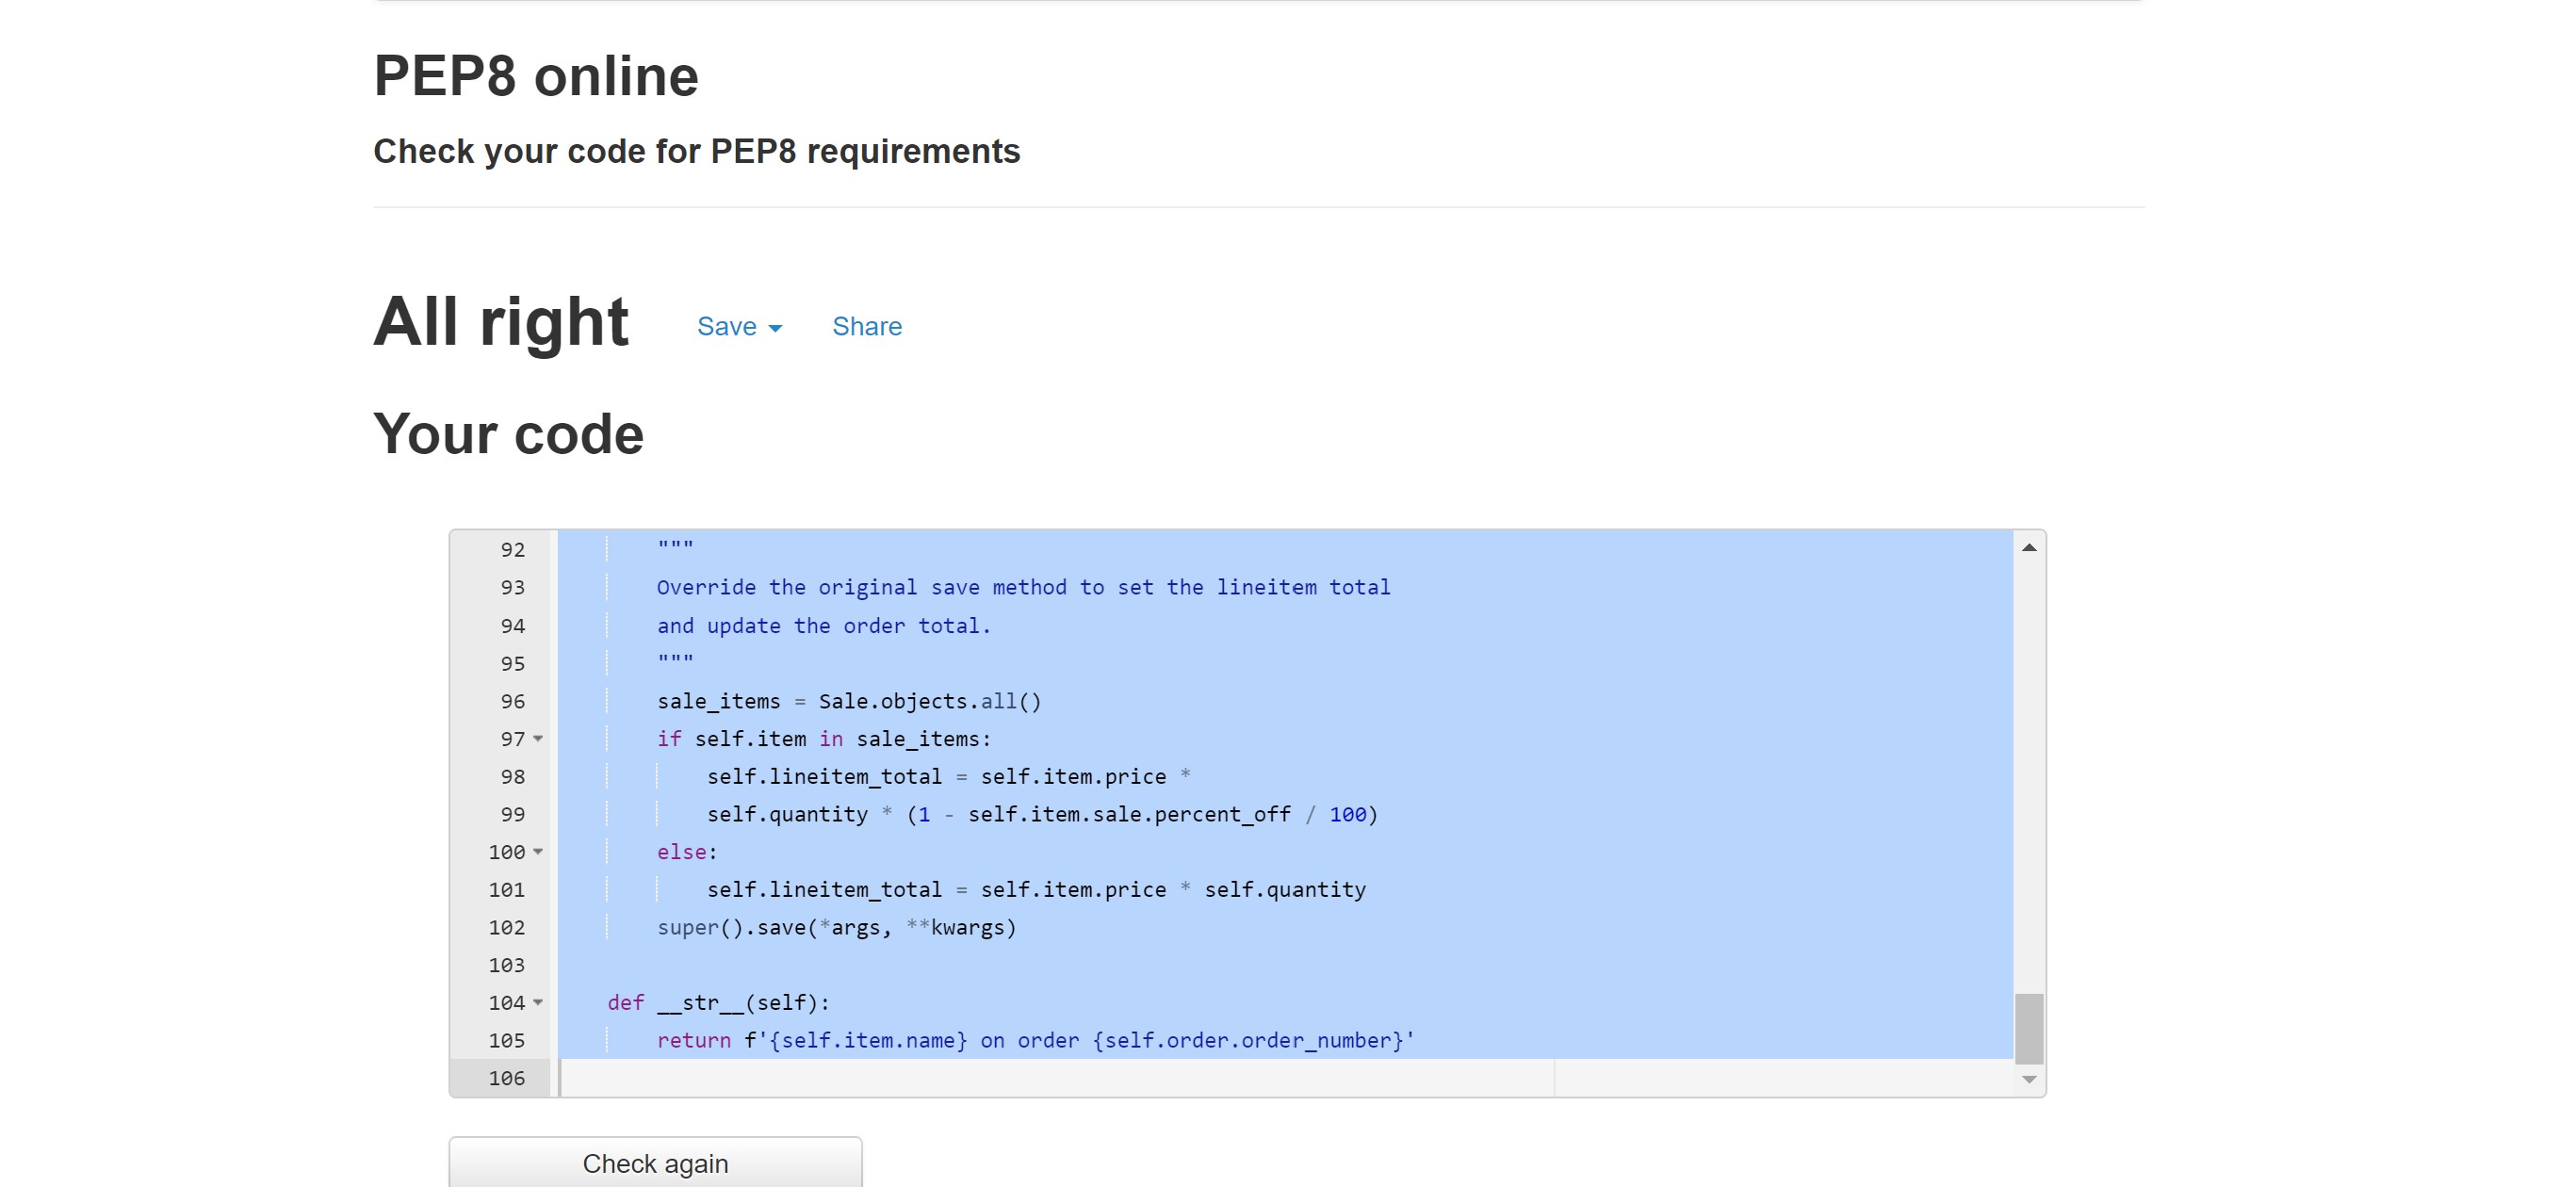 PEP8 online
Check your code for PEP8 requirements
All right Save Share
Your code
92 """
93 Override the original save method to set the lineitem total
94 and update the order total.
95 """
96 sale_items = Sale.objects.all()
97 if self.item in sale_items:
98 self.lineitem_total = self.item.price *
99 self.quantity * (1 - self.item.sale.percent_off / 100)
100 else:
101 self.lineitem_total = self.item.price * self.quantity
102 super().save(*args, **kwargs)
103
104 def __str__(self):
105 return f'{self.item.name} on order {self.order.order_number}'
106
Check again